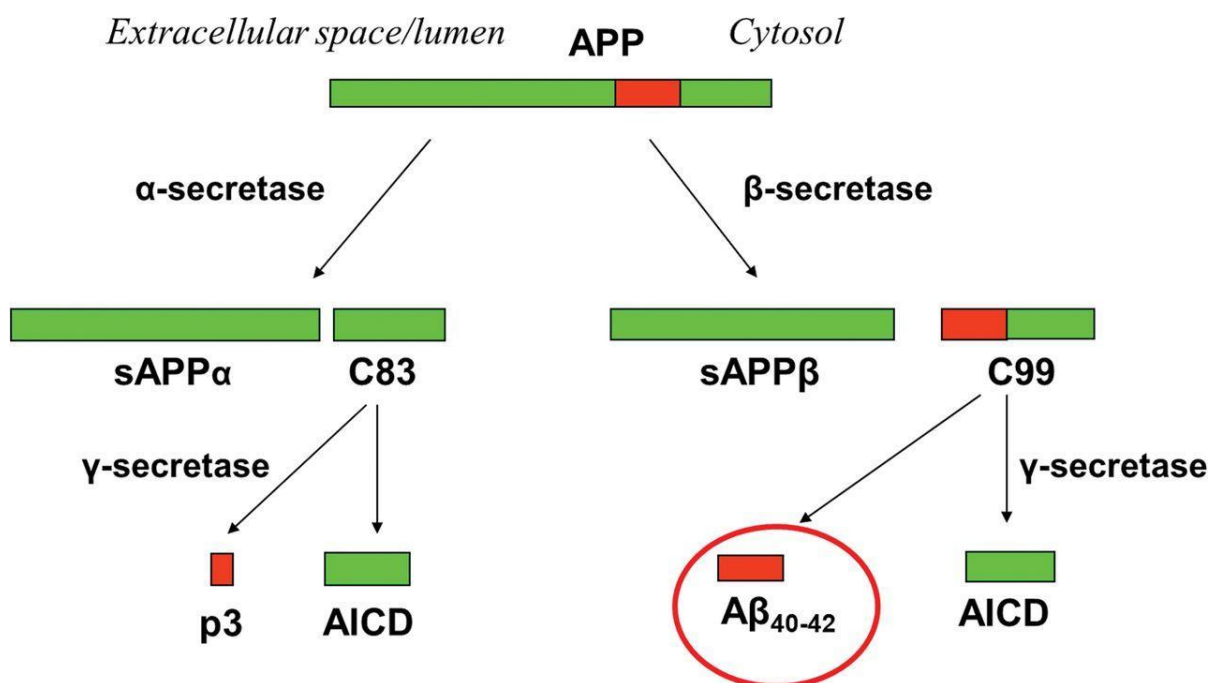 Extracellular space/lumen
APP
Cytosol
α-secretase
β-secretase
sAPPα
C83
sAPPβ
C99
γ-secretase
γ-secretase
p3
AICD
Aβ40-42
AICD